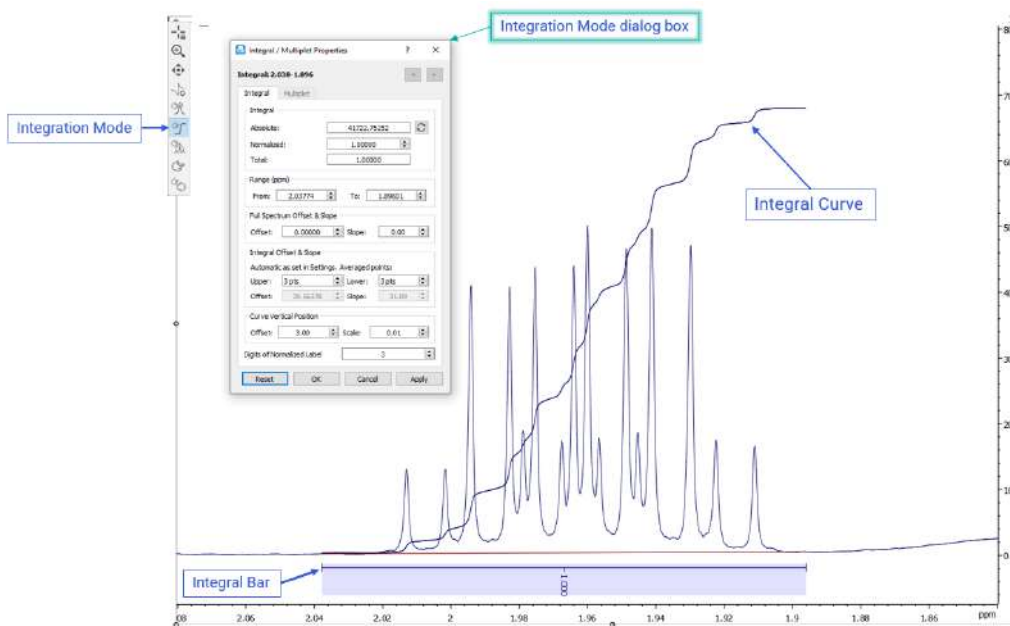 Integration Mode dialog box
Integral / Multiplet Properties ? ×
Integral: 2.038-1.896
Integral Multiplet
Integral
Absolute: 41722,75252
Normalized: 1.00000
Total: 1.00000
Range (ppm)
From: 2.03774 To: 1.89601
Full Spectrum Offset & Slope
Offset: 0.00000 Slope: 0.00
Integral Offset & Slope
Automatic as set in Settings. Averaged points:
Upper: 3 pts Lower: 3 pts
Offset: Slope:
Curve Vertical Position
Offset: 3.00 Scale: 0.01
Digits of Normalized Label 3
Reset OK Cancel Apply
Integration Mode
Integral Curve
Integral Bar
2.06 2.04 2.02 2 1.98 1.96 1.94 1.92 1.9 1.88 1.86 ppm